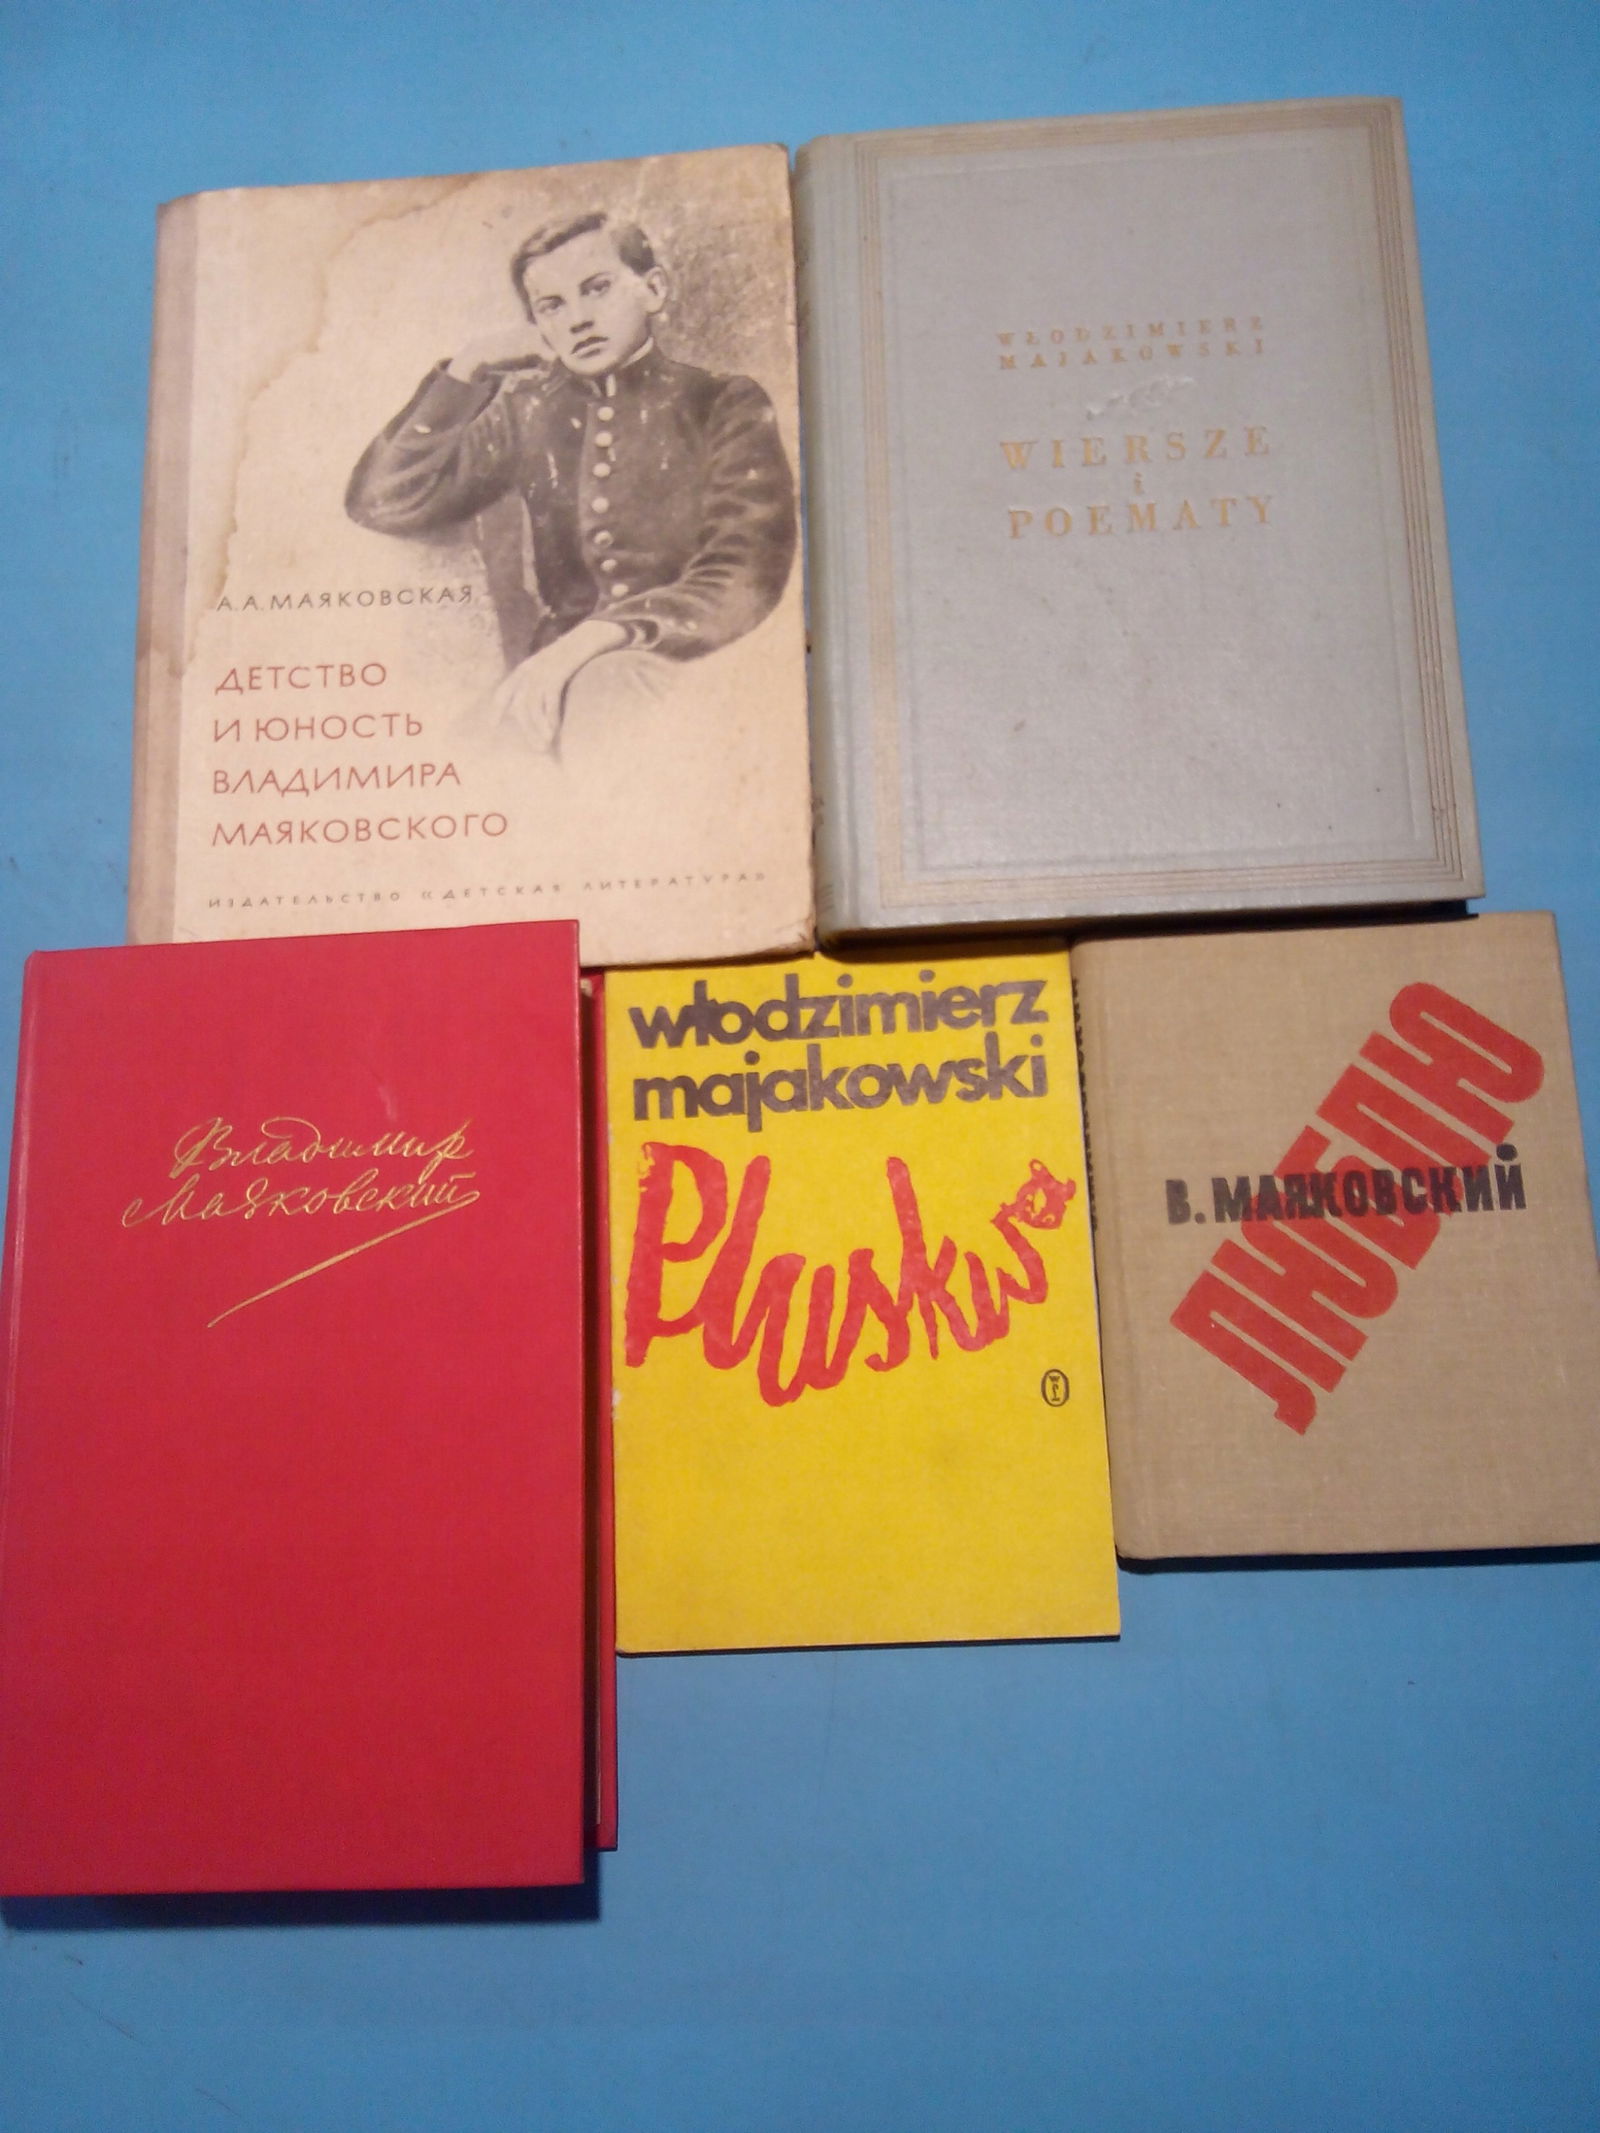 А.А.МАЯКОВСКАЯ
ДЕТСТВО
И ЮНОСТЬ
ВЛАДИМИРА
МАЯКОВСКОГО
ИЗДАТЕЛЬСТВО «ДЕТСКАЯ ЛИТЕРАТУРА»
WŁODZIMIERZ
MAJAKOWSKI
WIERSZE
i
POEMATY
Владимир
Маяковский
włodzimierz
majakowski
Pluskwa
ЛЮБЛЮ
В. МАЯКОВСКИЙ